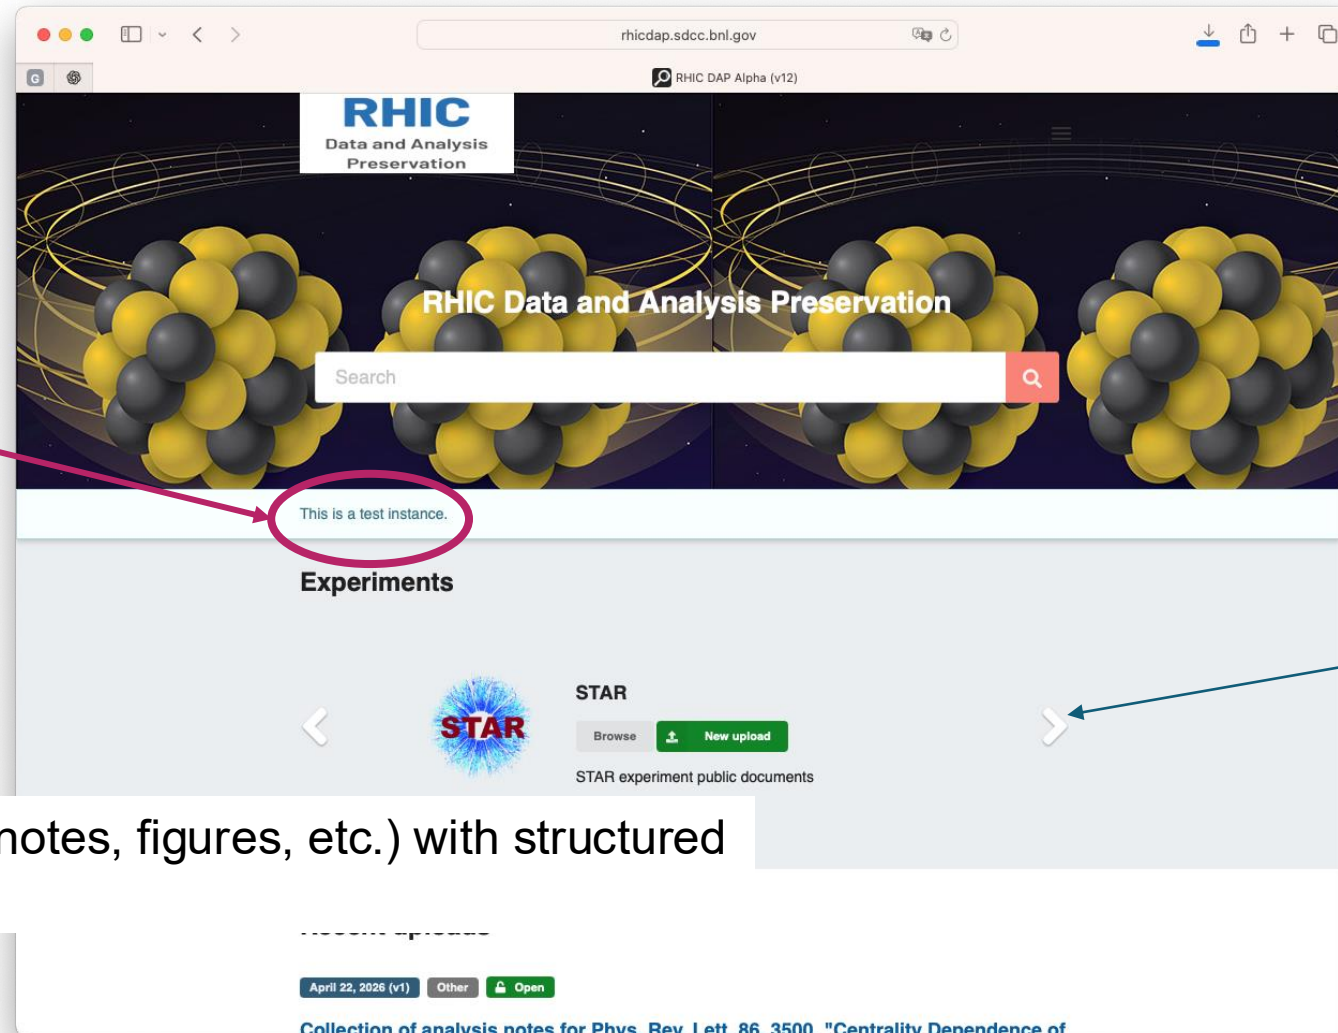 rhicdap.sdcc.bnl.gov
G
RHIC DAP Alpha (v12)
RHIC
Data and Analysis
Preservation
RHIC Data and Analysis Preservation
Search
This is a test instance.
Experiments
STAR
STAR
Browse
New upload
STAR experiment public documents
notes, figures, etc.) with structured
Recent uploads
April 22, 2026 (v1) Other Open
Collection of analysis notes for Phys. Rev. Lett. 86, 3500, "Centrality Dependence of